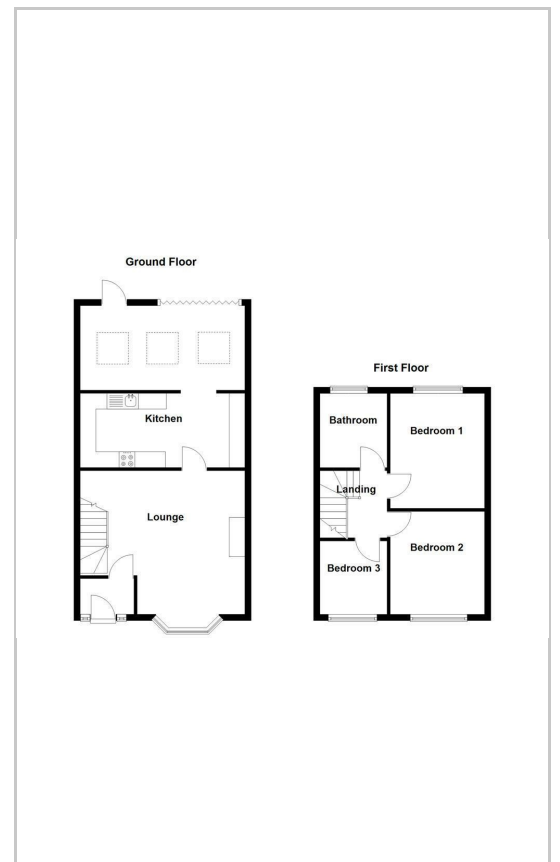 Ground Floor
Kitchen
Lounge
First Floor
Bathroom
Bedroom 1
Landing
Bedroom 2
Bedroom 3